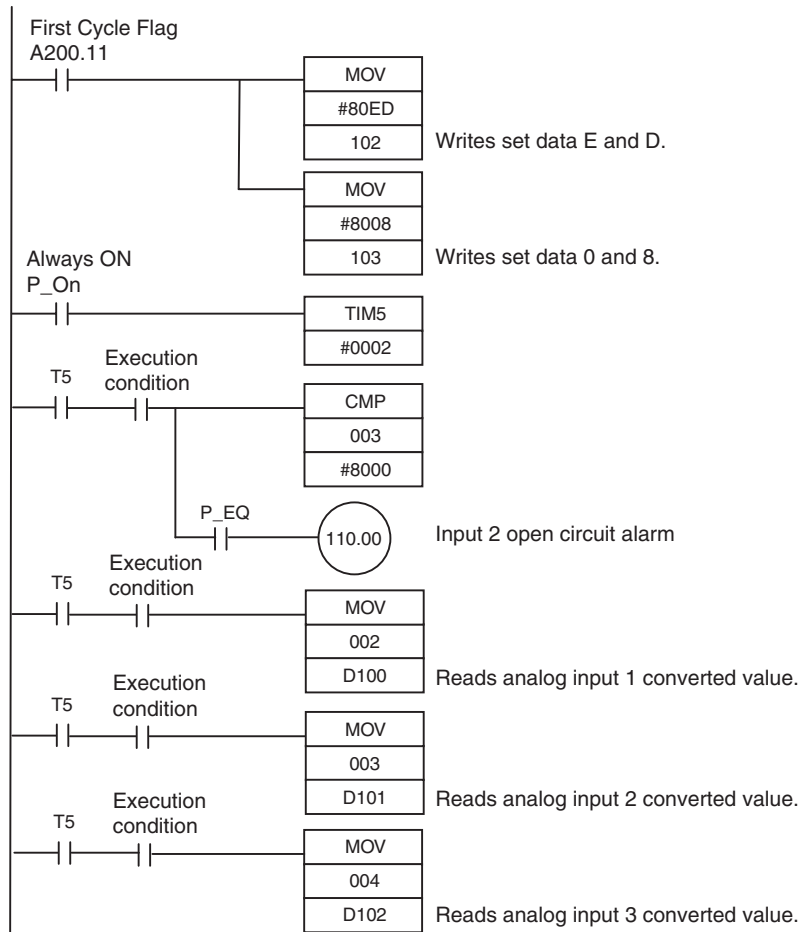 First Cycle Flag
A200.11
MOV
#80ED
102
Writes set data E and D.
MOV
#8008
103
Writes set data 0 and 8.
Always ON
P_On
TIM5
#0002
T5
Execution
condition
CMP
003
#8000
P_EQ
110.00
Input 2 open circuit alarm
T5
Execution
condition
MOV
002
D100
Reads analog input 1 converted value.
T5
Execution
condition
MOV
003
D101
Reads analog input 2 converted value.
T5
Execution
condition
MOV
004
D102
Reads analog input 3 converted value.